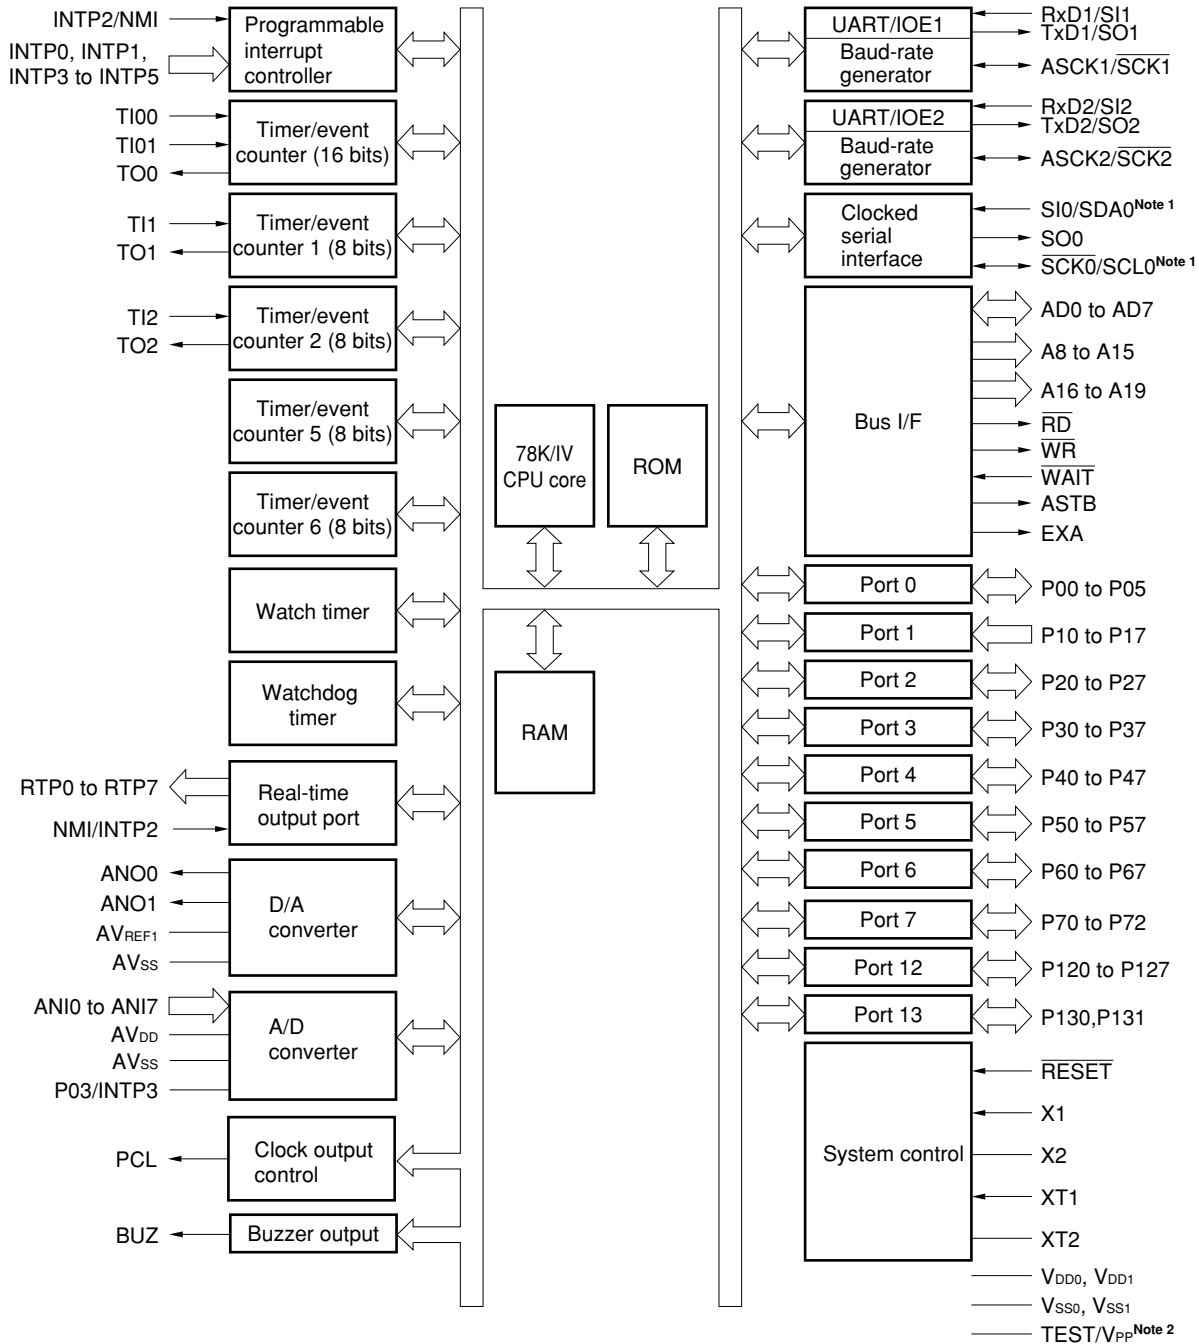 INTP2/NMI
INTP0, INTP1,
INTP3 to INTP5
Programmable
interrupt
controller
TI00
TI01
TO0
Timer/event
counter (16 bits)
TI1
TO1
Timer/event
counter 1 (8 bits)
TI2
TO2
Timer/event
counter 2 (8 bits)
Timer/event
counter 5 (8 bits)
Timer/event
counter 6 (8 bits)
Watch timer
Watchdog
timer
RTP0 to RTP7
NMI/INTP2
Real-time
output port
ANO0
ANO1
AVREF1
AVSS
D/A
converter
ANI0 to ANI7
AVDD
AVSS
P03/INTP3
A/D
converter
PCL
Clock output
control
BUZ
Buzzer output
78K/IV
CPU core
ROM
RAM
UART/IOE1
Baud-rate
generator
RxD1/SI1
TxD1/SO1
ASCK1/SCK1
UART/IOE2
Baud-rate
generator
RxD2/SI2
TxD2/SO2
ASCK2/SCK2
Clocked
serial
interface
SI0/SDA0Note 1
SO0
SCK0/SCL0Note 1
Bus I/F
AD0 to AD7
A8 to A15
A16 to A19
RD
WR
WAIT
ASTB
EXA
Port 0
P00 to P05
Port 1
P10 to P17
Port 2
P20 to P27
Port 3
P30 to P37
Port 4
P40 to P47
Port 5
P50 to P57
Port 6
P60 to P67
Port 7
P70 to P72
Port 12
P120 to P127
Port 13
P130,P131
System control
RESET
X1
X2
XT1
XT2
VDD0, VDD1
VSS0, VSS1
TEST/VPPNote 2